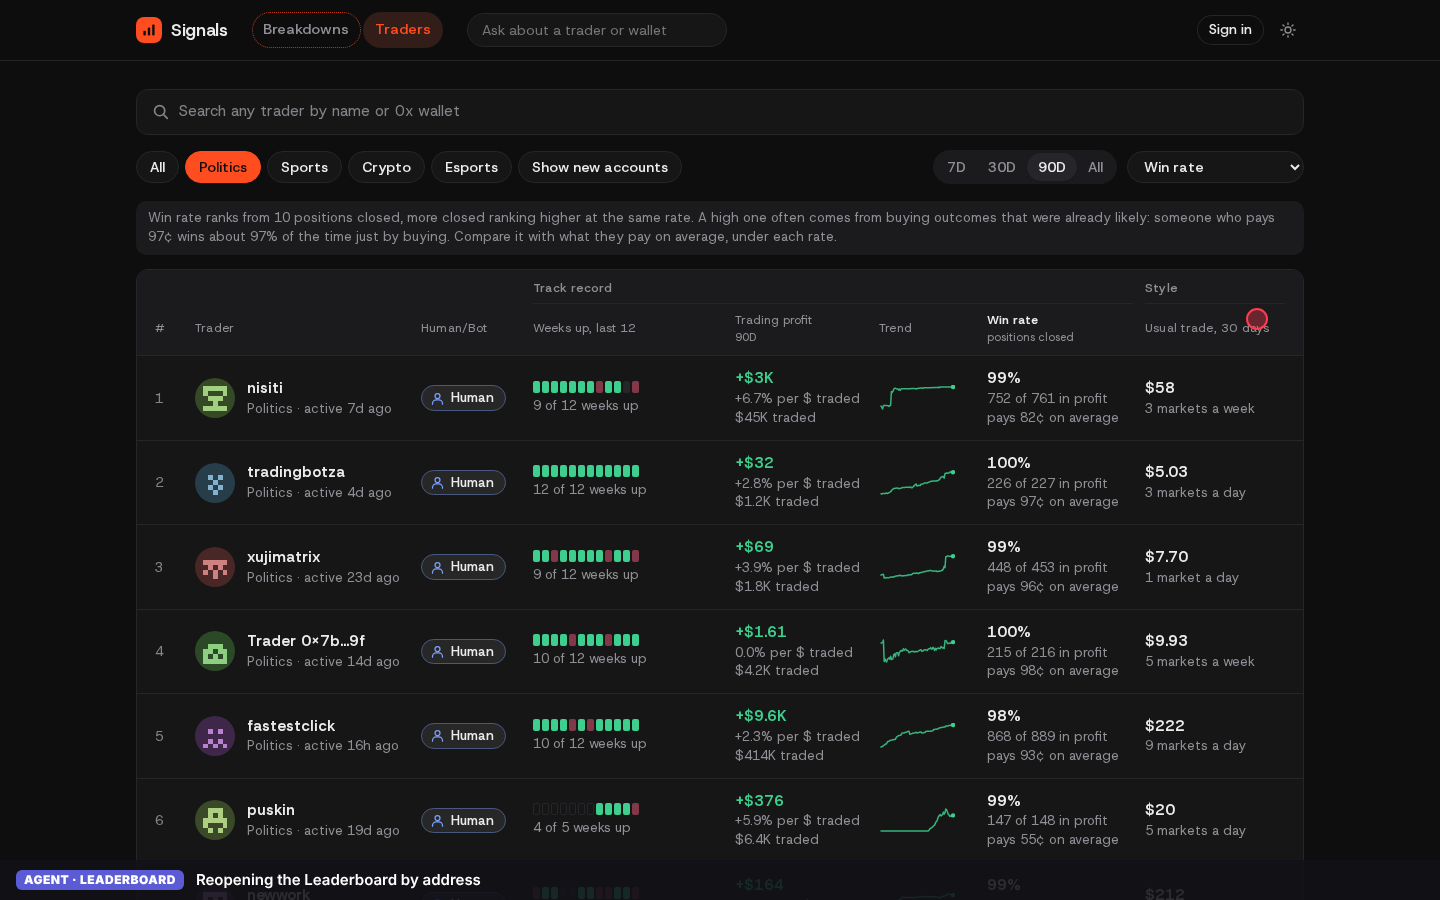 Signals
Breakdowns
Traders
Ask about a trader or wallet
Sign in
Search any trader by name or 0x wallet
All
Politics
Sports
Crypto
Esports
Show new accounts
7D
30D
90D
All
Win rate
Win rate ranks from 10 positions closed, more closed ranking higher at the same rate. A high one often comes from buying outcomes that were already likely: someone who pays
97¢ wins about 97% of the time just by buying. Compare it with what they pay on average, under each rate.
Track record
Style
#
Trader
Human/Bot
Weeks up, last 12
Trading profit
90D
Trend
Win rate
positions closed
Usual trade, 30 days
1
nisiti
Politics · active 7d ago
Human
9 of 12 weeks up
+$3K
+6.7% per $ traded
$45K traded
99%
752 of 761 in profit
pays 82¢ on average
$58
3 markets a week
2
tradingbotza
Politics · active 4d ago
Human
12 of 12 weeks up
+$32
+2.8% per $ traded
$1.2K traded
100%
226 of 227 in profit
pays 97¢ on average
$5.03
3 markets a day
3
xujimatrix
Politics · active 23d ago
Human
9 of 12 weeks up
+$69
+3.9% per $ traded
$1.8K traded
99%
448 of 453 in profit
pays 96¢ on average
$7.70
1 market a day
4
Trader 0×7b…9f
Politics · active 14d ago
Human
10 of 12 weeks up
+$1.61
0.0% per $ traded
$4.2K traded
100%
215 of 216 in profit
pays 98¢ on average
$9.93
5 markets a week
5
fastestclick
Politics · active 16h ago
Human
10 of 12 weeks up
+$9.6K
+2.3% per $ traded
$414K traded
98%
868 of 889 in profit
pays 93¢ on average
$222
9 markets a day
6
puskin
Politics · active 19d ago
Human
4 of 5 weeks up
+$376
+5.9% per $ traded
$6.4K traded
99%
147 of 148 in profit
pays 55¢ on average
$20
5 markets a day
newwork
+$164
99%
$212
AGENT · LEADERBOARD
Reopening the Leaderboard by address